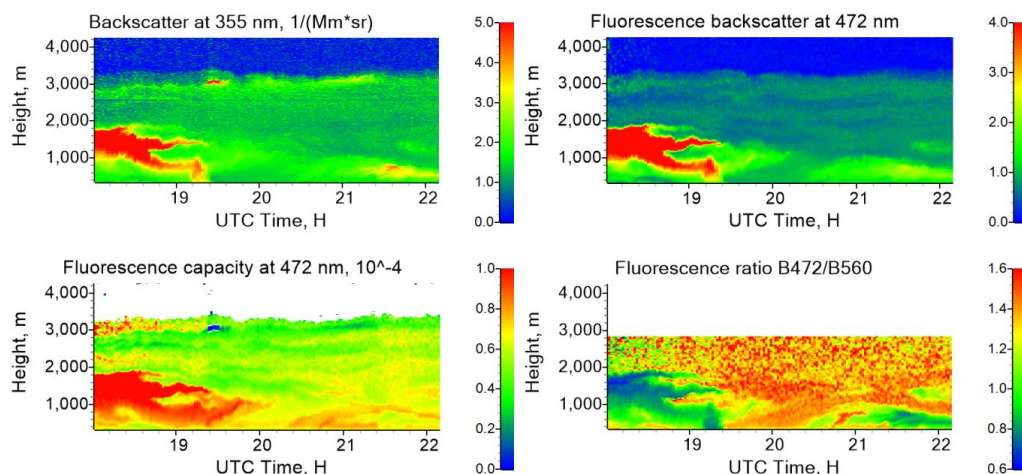 Backscatter at 355 nm, 1/(Mm*sr)
5.0
4,000
4.0
3,000
3.0
2,000
2.0
1,000
1.0
0.0
Height, m
19 20 21 22
UTC Time, H
Fluorescence backscatter at 472 nm
4.0
4,000
3,000
3.0
2,000
2.0
1,000
1.0
0.0
Height, m
19 20 21 22
UTC Time, H
Fluorescence capacity at 472 nm, 10^-4
1.0
4,000
0.8
3,000
0.6
2,000
0.4
1,000
0.2
0.0
Height, m
19 20 21 22
UTC Time, H
Fluorescence ratio B472/B560
1.6
4,000
1.4
3,000
1.2
2,000
1.0
1,000
0.8
0.6
Height, m
19 20 21 22
UTC Time, H